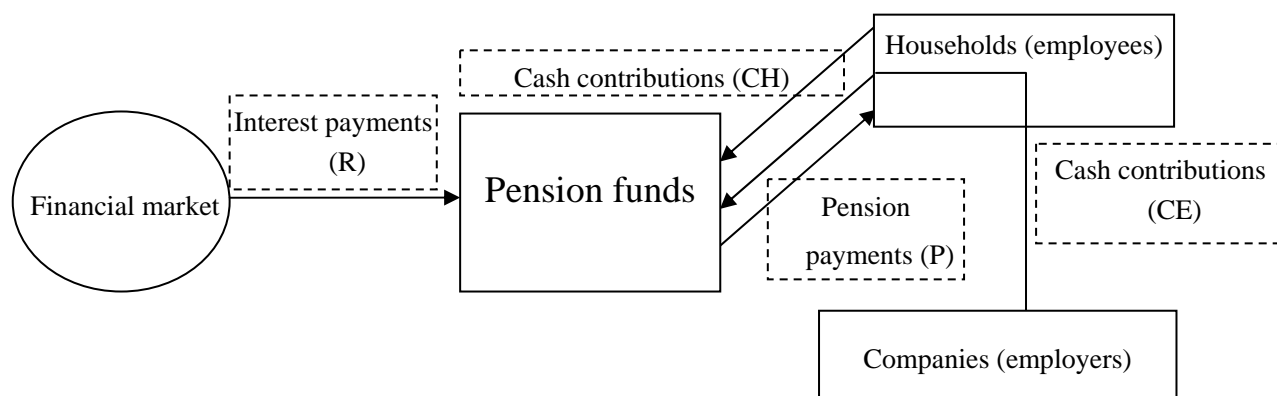 Households (employees)
Cash contributions (CH)
Interest payments
(R)
Financial market
Pension funds
Cash contributions
(CE)
Pension
payments (P)
Companies (employers)